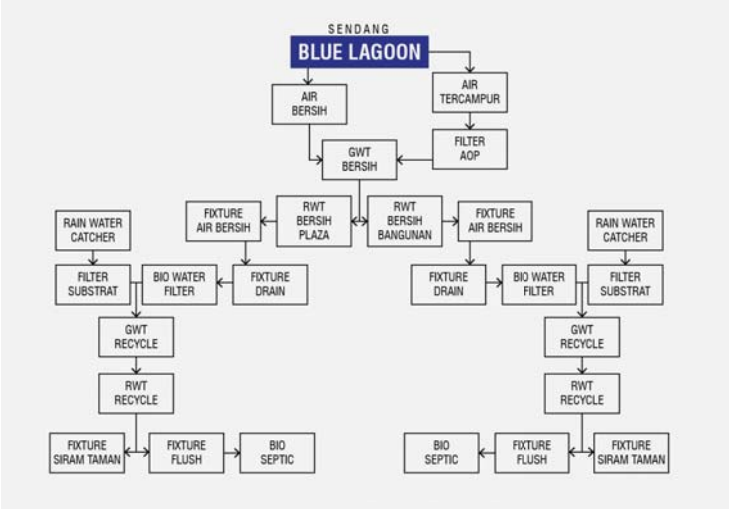 SENDANG
BLUE LAGOON
AIR
BERSIH
AIR
TERCAMPUR
FILTER
AOP
GWT
BERSIH
FIXTURE
AIR BERSIH
RWT
BERSIH
PLAZA
RWT
BERSIH
BANGUNAN
FIXTURE
AIR BERSIH
RAIN WATER
CATCHER
RAIN WATER
CATCHER
FILTER
SUBSTRAT
BIO WATER
FILTER
FIXTURE
DRAIN
FIXTURE
DRAIN
BIO WATER
FILTER
FILTER
SUBSTRAT
GWT
RECYCLE
GWT
RECYCLE
RWT
RECYCLE
RWT
RECYCLE
FIXTURE
SIRAM TAMAN
FIXTURE
FLUSH
BIO
SEPTIC
BIO
SEPTIC
FIXTURE
FLUSH
FIXTURE
SIRAM TAMAN